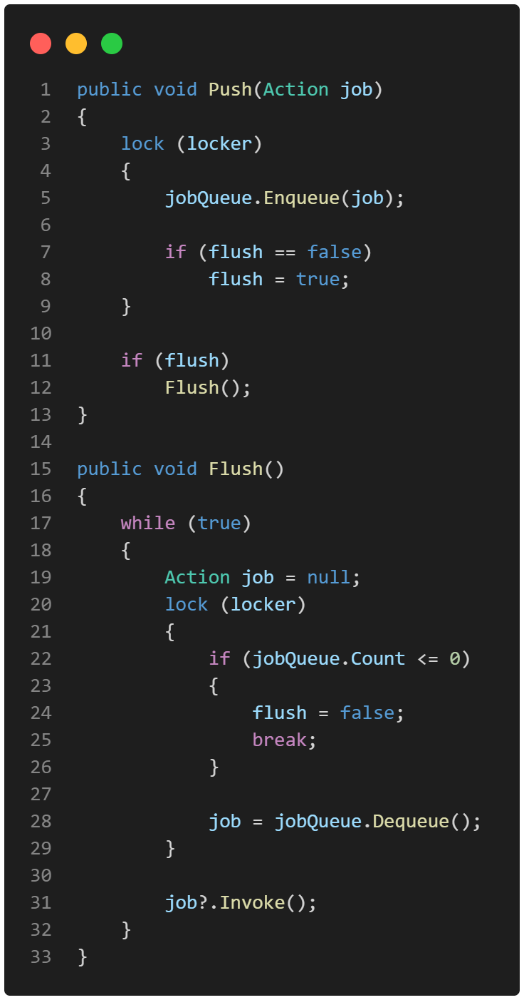 1 public void Push(Action job)
2 {
3     lock (locker)
4     {
5         jobQueue.Enqueue(job);
6
7         if (flush == false)
8             flush = true;
9     }
10
11     if (flush)
12         Flush();
13 }
14
15 public void Flush()
16 {
17     while (true)
18     {
19         Action job = null;
20         lock (locker)
21         {
22             if (jobQueue.Count <= 0)
23             {
24                 flush = false;
25                 break;
26             }
27
28             job = jobQueue.Dequeue();
29         }
30
31         job?.Invoke();
32     }
33 }